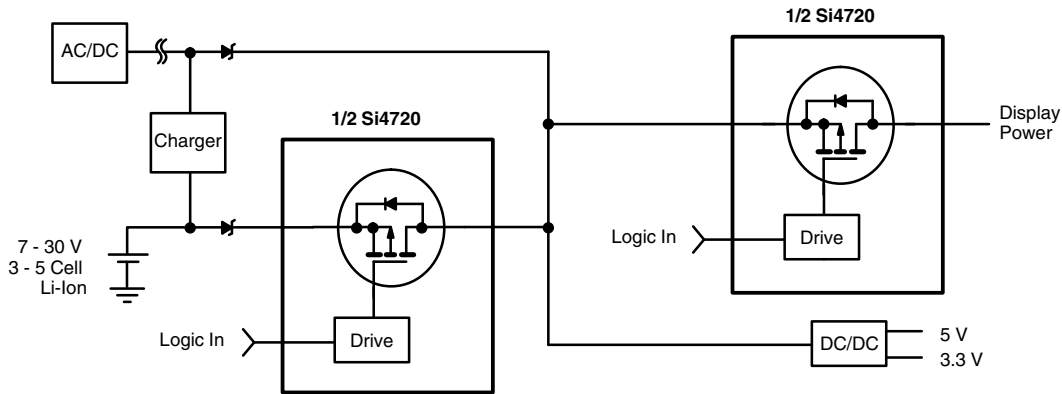 1/2 Si4720
AC/DC
Display
Power
1/2 Si4720
Charger
Logic In
Drive
7 - 30 V
3 - 5 Cell
Li-Ion
Logic In
Drive
DC/DC
5 V
3.3 V